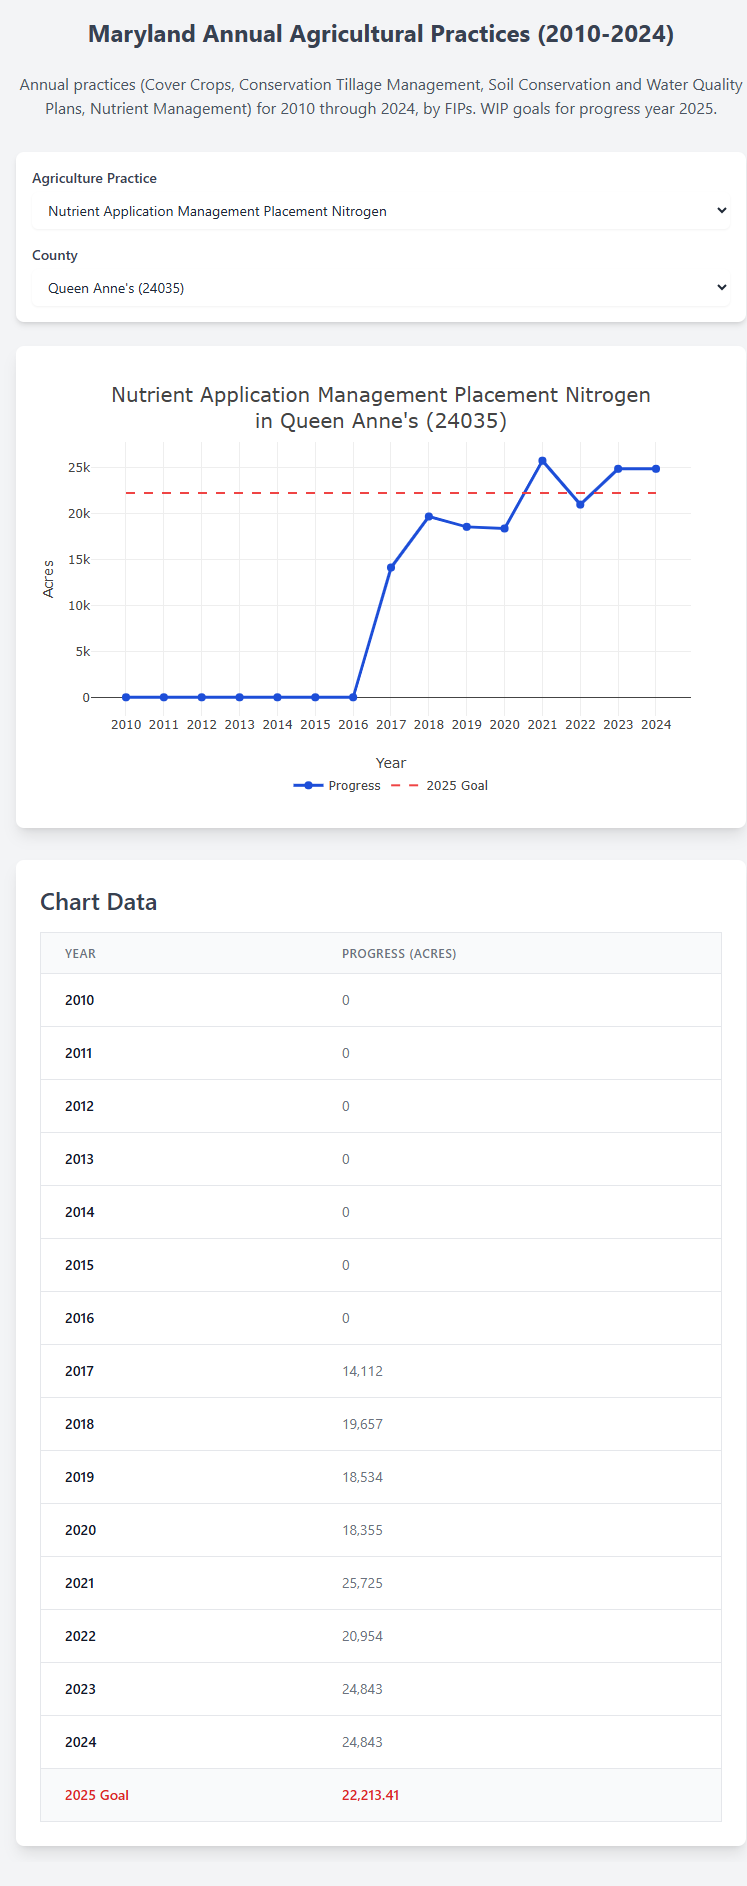 Maryland Annual Agricultural Practices (2010-2024)
Annual practices (Cover Crops, Conservation Tillage Management, Soil Conservation and Water Quality
Plans, Nutrient Management) for 2010 through 2024, by FIPs. WIP goals for progress year 2025.
Agriculture Practice
Nutrient Application Management Placement Nitrogen
County
Queen Anne's (24035)
Nutrient Application Management Placement Nitrogen
in Queen Anne's (24035)
25k
20k
15k
10k
5k
0
Acres
2010 2011 2012 2013 2014 2015 2016 2017 2018 2019 2020 2021 2022 2023 2024
Year
Progress 2025 Goal
Chart Data
YEAR PROGRESS (ACRES)
2010 0
2011 0
2012 0
2013 0
2014 0
2015 0
2016 0
2017 14,112
2018 19,657
2019 18,534
2020 18,355
2021 25,725
2022 20,954
2023 24,843
2024 24,843
2025 Goal 22,213.41